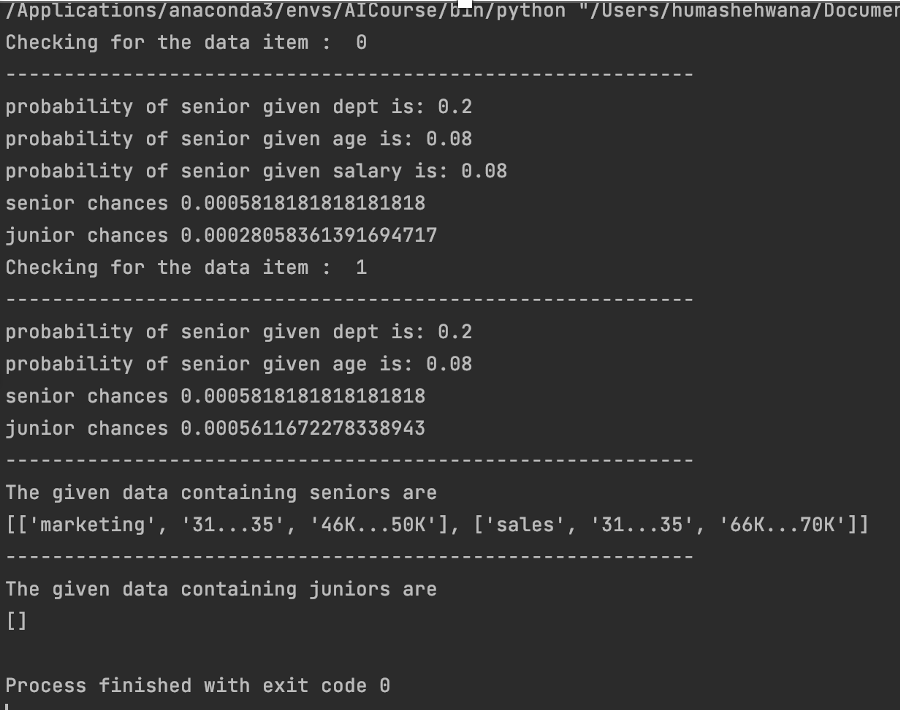 /Applications/anaconda3/envs/AICourse/bin/python "/Users/humashehwana/Documen
Checking for the data item :  0
-----------------------------------------------------------
probability of senior given dept is: 0.2
probability of senior given age is: 0.08
probability of senior given salary is: 0.08
senior chances 0.0005818181818181818
junior chances 0.00028058361391694717
Checking for the data item :  1
-----------------------------------------------------------
probability of senior given dept is: 0.2
probability of senior given age is: 0.08
senior chances 0.0005818181818181818
junior chances 0.0005611672278338943
-----------------------------------------------------------
The given data containing seniors are
[['marketing', '31...35', '46K...50K'], ['sales', '31...35', '66K...70K']]
-----------------------------------------------------------
The given data containing juniors are
[]
Process finished with exit code 0